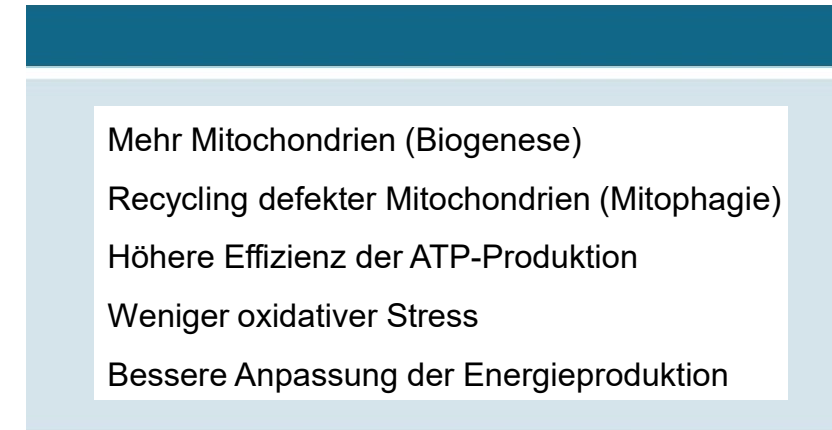 Mehr Mitochondrien (Biogenese)
Recycling defekter Mitochondrien (Mitophagie)
Höhere Effizienz der ATP-Produktion
Weniger oxidativer Stress
Bessere Anpassung der Energieproduktion